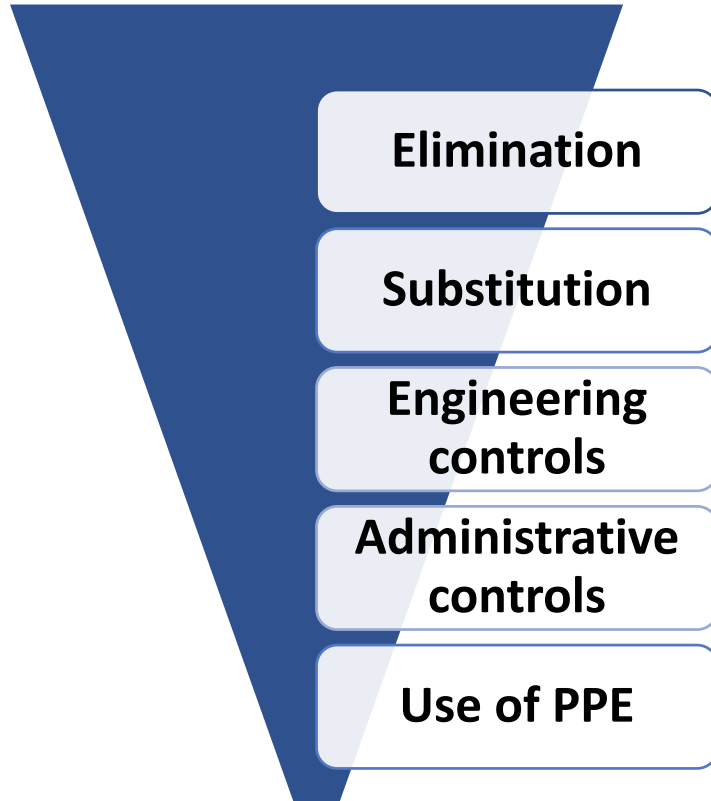 Elimination
Substitution
Engineering
controls
Administrative
controls
Use of PPE